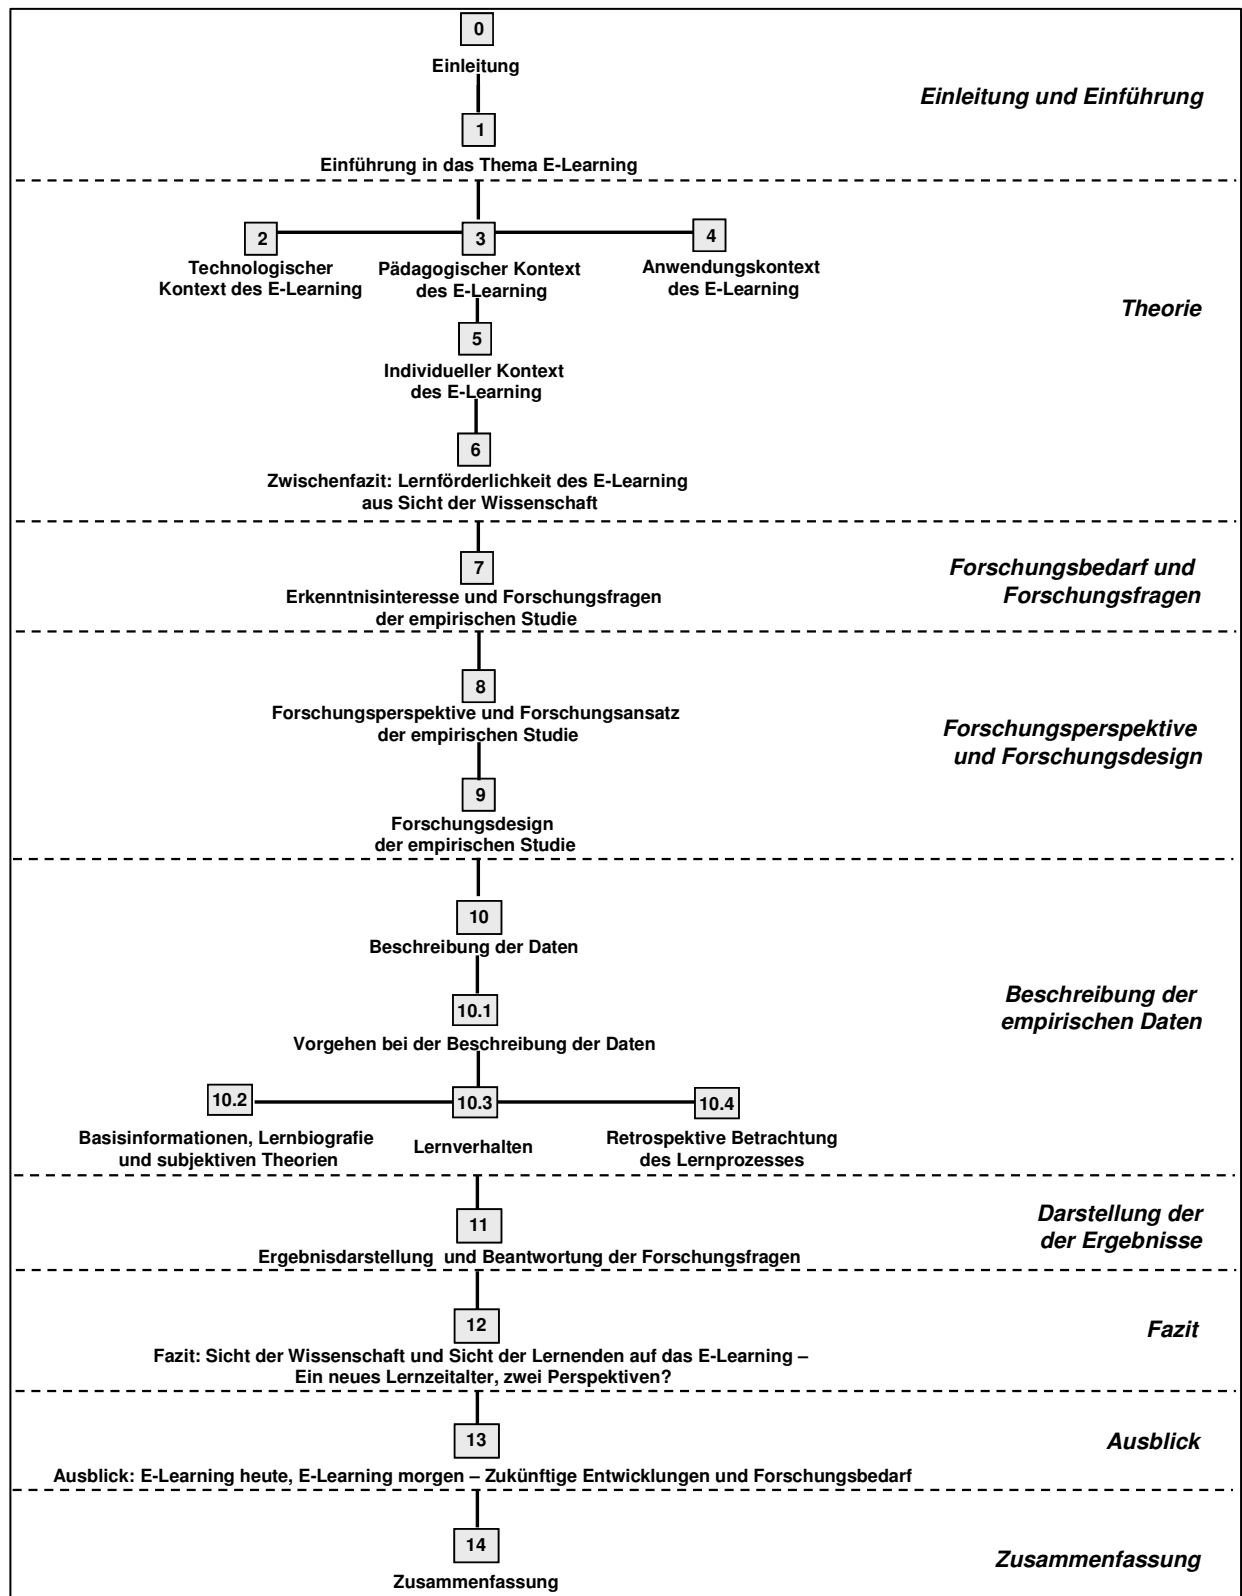 0
Einleitung
Einleitung und Einführung
1
Einführung in das Thema E-Learning
2
3
4
Technologischer
Kontext des E-Learning
Pädagogischer Kontext
des E-Learning
Anwendungskontext
des E-Learning
Theorie
5
Individueller Kontext
des E-Learning
6
Zwischenfazit: Lernförderlichkeit des E-Learning
aus Sicht der Wissenschaft
7
Erkenntnisinteresse und Forschungsfragen
der empirischen Studie
Forschungsbedarf und
Forschungsfragen
8
Forschungsperspektive und Forschungsansatz
der empirischen Studie
Forschungsperspektive
und Forschungsdesign
9
Forschungsdesign
der empirischen Studie
10
Beschreibung der Daten
10.1
Vorgehen bei der Beschreibung der Daten
Beschreibung der
empirischen Daten
10.2
10.3
10.4
Basisinformationen, Lernbiografie
und subjektiven Theorien
Lernverhalten
Retrospektive Betrachtung
des Lernprozesses
11
Ergebnisdarstellung und Beantwortung der Forschungsfragen
Darstellung der
der Ergebnisse
12
Fazit: Sicht der Wissenschaft und Sicht der Lernenden auf das E-Learning –
Ein neues Lernzeitalter, zwei Perspektiven?
Fazit
13
Ausblick: E-Learning heute, E-Learning morgen – Zukünftige Entwicklungen und Forschungsbedarf
Ausblick
14
Zusammenfassung
Zusammenfassung